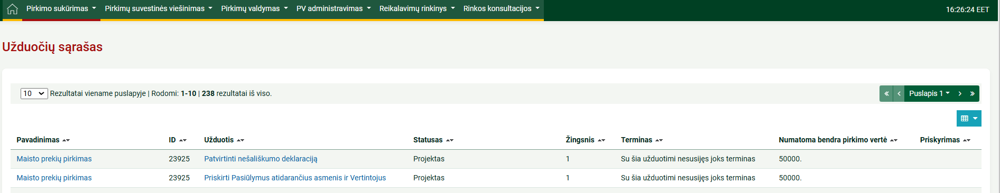 Pirkimo sukūrimas Pirkimų suvestinės viešinimas Pirkimų valdymas PV administravimas Reikalavimų rinkinys Rinkos konsultacijos 16:26:24 EET
Užduočių sąrašas
10 Rezultatai viename puslapyje | Rodomi: 1-10 | 238 rezultatai iš viso. « ‹ Puslapis 1 › »
Pavadinimas ID Užduotis Statusas Žingsnis Terminas Numatoma bendra pirkimo vertė Priskyrimas
Maisto prekių pirkimas 23925 Patvirtinti nešališkumo deklaraciją Projektas 1 Su šia užduotimi nesusijęs joks terminas 50000.
Maisto prekių pirkimas 23925 Priskirti Pasiūlymus atidarančius asmenis ir Vertintojus Projektas 1 Su šia užduotimi nesusijęs joks terminas 50000.